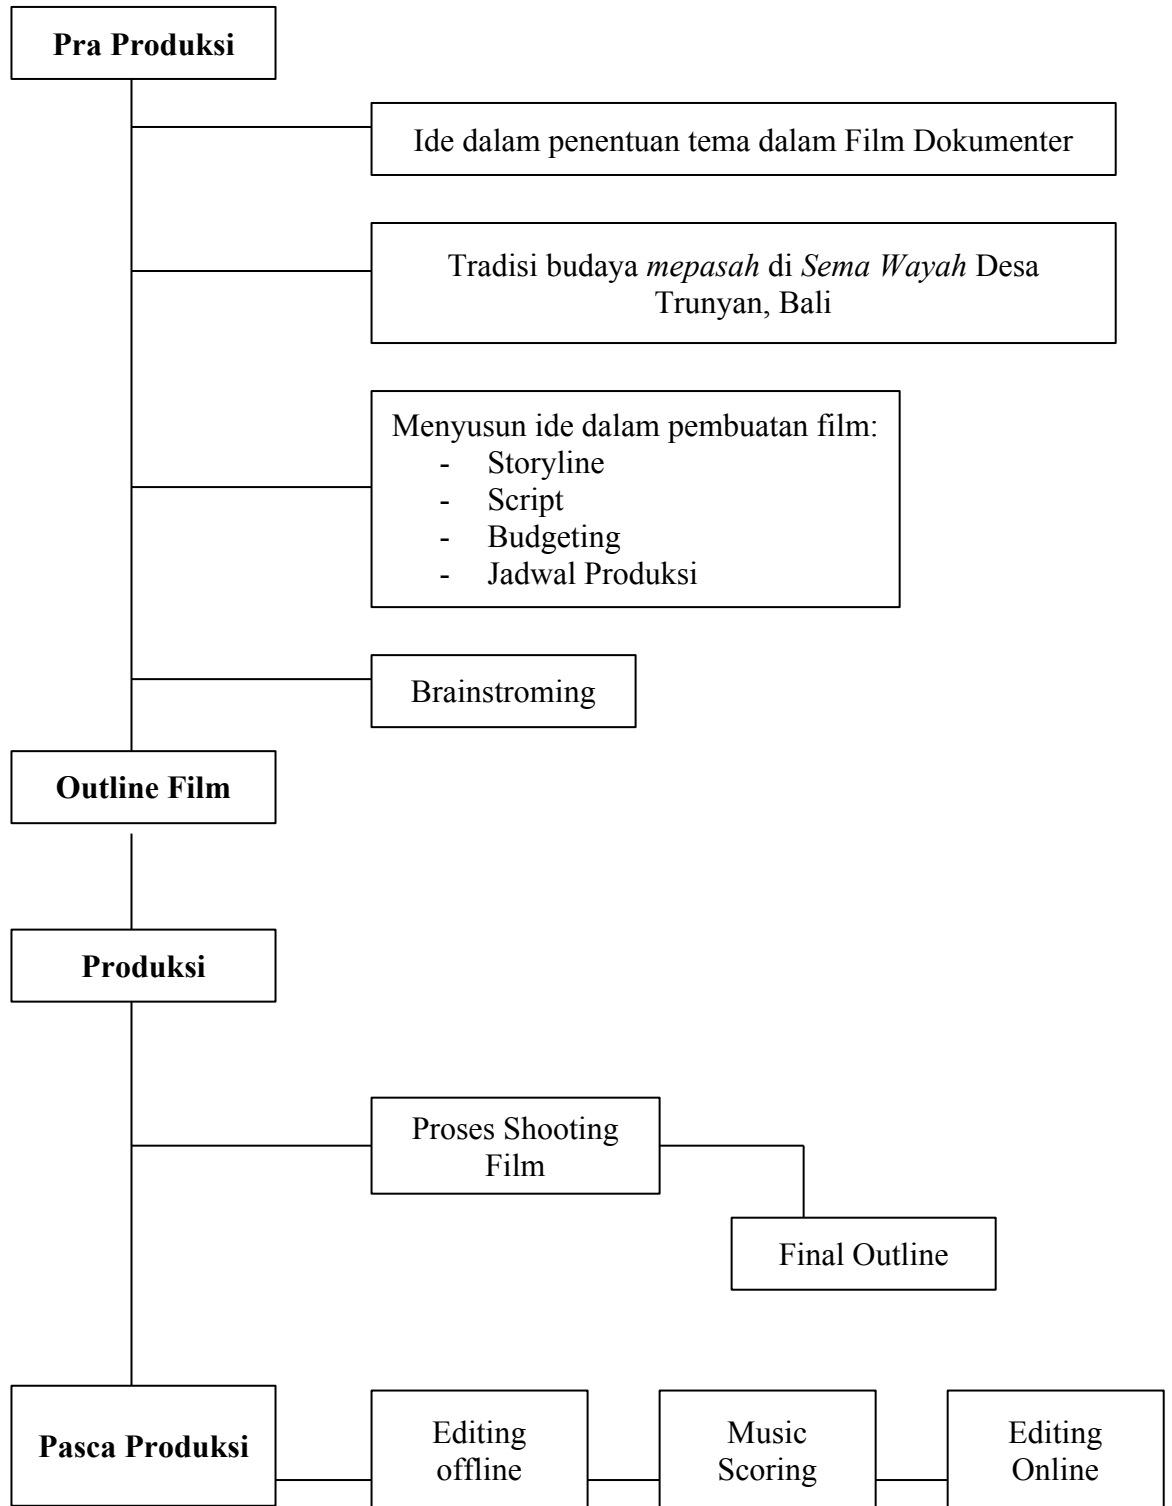 Pra Produksi
Ide dalam penentuan tema dalam Film Dokumenter
Tradisi budaya mepasah di Sema Wayah Desa
Trunyan, Bali
Menyusun ide dalam pembuatan film:
- Storyline
- Script
- Budgeting
- Jadwal Produksi
Brainstroming
Outline Film
Produksi
Proses Shooting
Film
Final Outline
Pasca Produksi
Editing
offline
Music
Scoring
Editing
Online